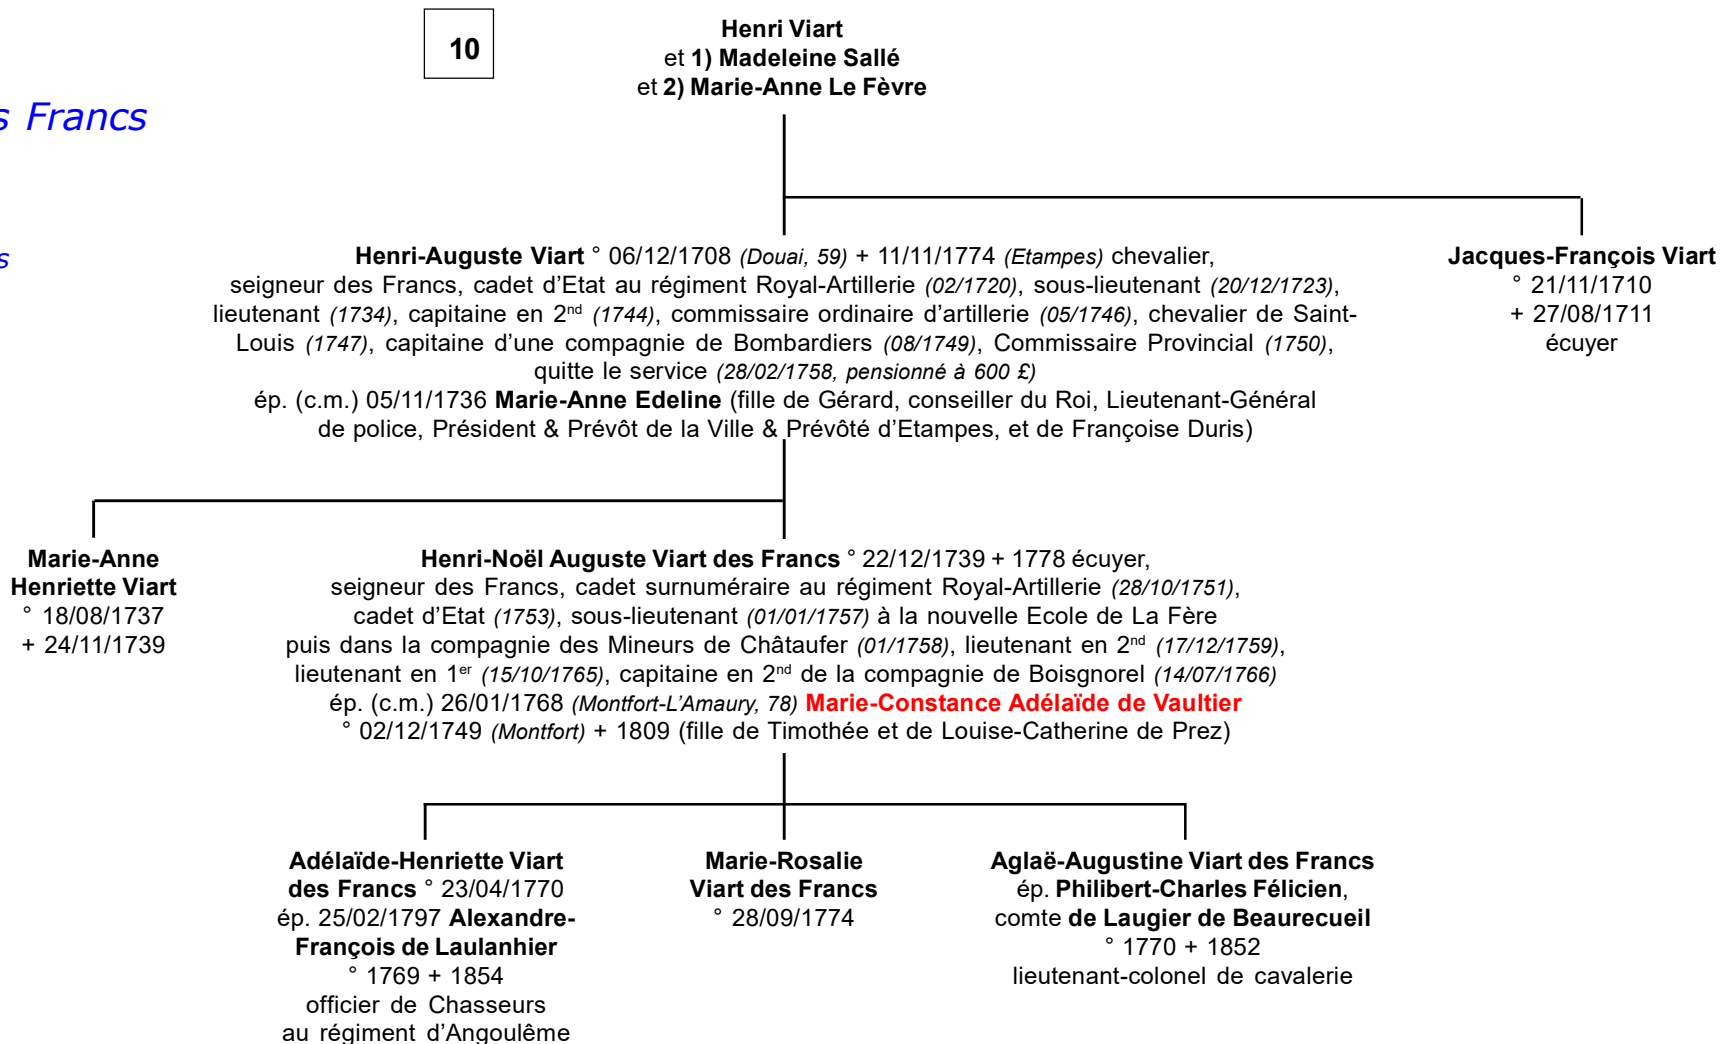 10
Henri Viart
et 1) Madeleine Sallé
et 2) Marie-Anne Le Fèvre
s Francs
s
Henri-Auguste Viart ° 06/12/1708 (Douai, 59) + 11/11/1774 (Etampes) chevalier,
seigneur des Francs, cadet d'Etat au régiment Royal-Artillerie (02/1720), sous-lieutenant (20/12/1723),
lieutenant (1734), capitaine en 2nd (1744), commissaire ordinaire d'artillerie (05/1746), chevalier de Saint-
Louis (1747), capitaine d'une compagnie de Bombardiers (08/1749), Commissaire Provincial (1750),
quitte le service (28/02/1758, pensionné à 600 £)
ép. (c.m.) 05/11/1736 Marie-Anne Edeline (fille de Gérard, conseiller du Roi, Lieutenant-Général
de police, Président & Prévôt de la Ville & Prévôté d'Etampes, et de Françoise Duris)
Jacques-François Viart
° 21/11/1710
+ 27/08/1711
écuyer
Marie-Anne
Henriette Viart
° 18/08/1737
+ 24/11/1739
Henri-Noël Auguste Viart des Francs ° 22/12/1739 + 1778 écuyer,
seigneur des Francs, cadet surnuméraire au régiment Royal-Artillerie (28/10/1751),
cadet d'Etat (1753), sous-lieutenant (01/01/1757) à la nouvelle Ecole de La Fère
puis dans la compagnie des Mineurs de Châtaufer (01/1758), lieutenant en 2nd (17/12/1759),
lieutenant en 1er (15/10/1765), capitaine en 2nd de la compagnie de Boisgnorel (14/07/1766)
ép. (c.m.) 26/01/1768 (Montfort-L'Amaury, 78) Marie-Constance Adélaïde de Vaultier
° 02/12/1749 (Montfort) + 1809 (fille de Timothée et de Louise-Catherine de Prez)
Adélaïde-Henriette Viart
des Francs ° 23/04/1770
ép. 25/02/1797 Alexandre-
François de Laulanhier
° 1769 + 1854
officier de Chasseurs
au régiment d'Angoulême
Marie-Rosalie
Viart des Francs
° 28/09/1774
Aglaë-Augustine Viart des Francs
ép. Philibert-Charles Félicien,
comte de Laugier de Beaurecueil
° 1770 + 1852
lieutenant-colonel de cavalerie